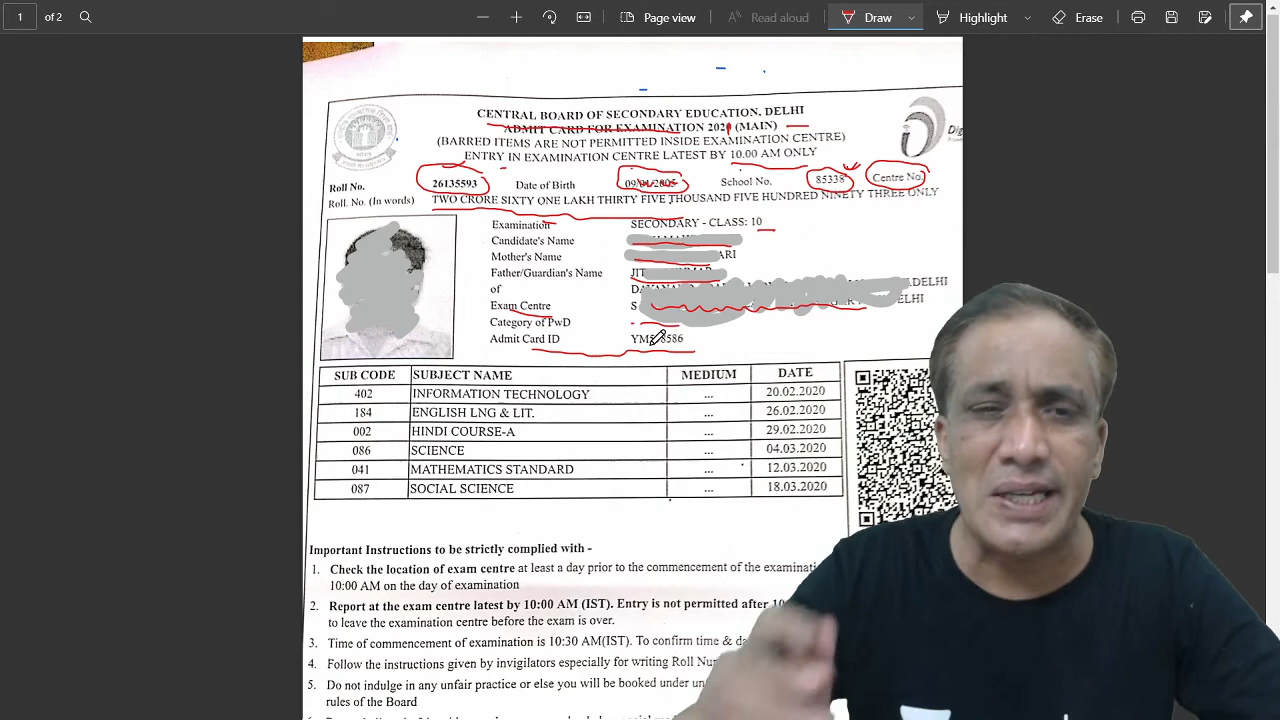 1 of 2 Page view Read aloud Draw Highlight Erase
CENTRAL BOARD OF SECONDARY EDUCATION, DELHI
ADMIT CARD FOR EXAMINATION 202 (MAIN)
(BARRED ITEMS ARE NOT PERMITTED INSIDE EXAMINATION CENTRE)
ENTRY IN EXAMINATION CENTRE LATEST BY 10.00 AM ONLY
Roll No. 26135593 Date of Birth School No. 85338 Centre No.
Roll. No. (In words) TWO CRORE SIXTY ONE LAKH THIRTY FIVE THOUSAND FIVE HUNDRED NINETY THREE ONLY
Examination SECONDARY - CLASS: 10
Candidate's Name
Mother's Name ARI
Father/Guardian's Name JIT
of DELHI
Exam Centre S ELHI
Category of PwD
Admit Card ID 8586
SUB CODE SUBJECT NAME MEDIUM DATE
402 INFORMATION TECHNOLOGY ... 20.02.2020
184 ENGLISH LNG & LIT. ... 26.02.2020
002 HINDI COURSE-A ... 29.02.2020
086 SCIENCE ... 04.03.2020
041 MATHEMATICS STANDARD ... 12.03.2020
087 SOCIAL SCIENCE ... 18.03.2020
Important Instructions to be strictly complied with -
1. Check the location of exam centre at least a day prior to the commencement of the examinati
10:00 AM on the day of examination
2. Report at the exam centre latest by 10:00 AM (IST). Entry is not permitted after 10
to leave the examination centre before the exam is over.
3. Time of commencement of examination is 10:30 AM(IST). To confirm time & da
4. Follow the instructions given by invigilators especially for writing Roll Nu
5. Do not indulge in any unfair practice or else you will be booked under un
rules of the Board